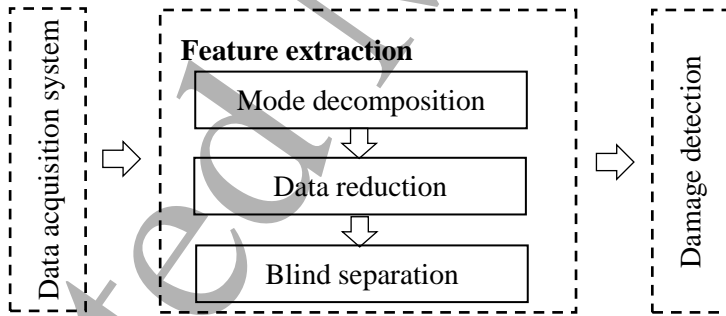 Data acquisition system
Feature extraction
Mode decomposition
Data reduction
Blind separation
Damage detection